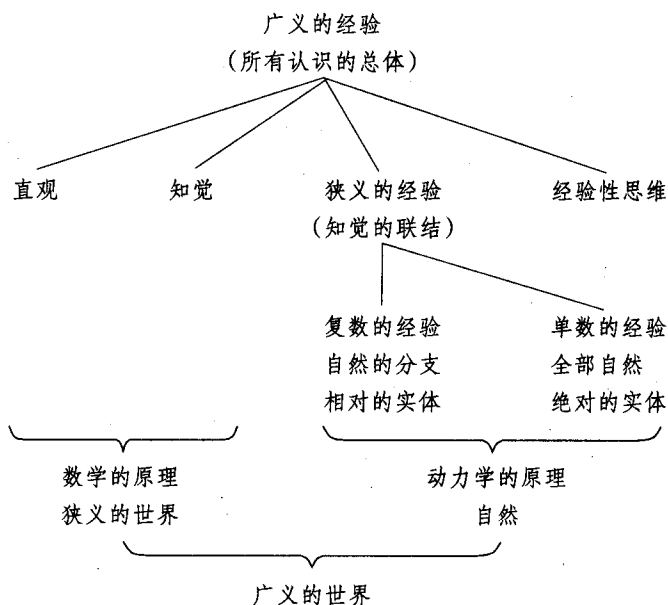 广义的经验
（所有认识的总体）
直观 知觉 狭义的经验 经验性思维
（知觉的联结）
复数的经验 单数的经验
自然的分支 全部自然
相对的实体 绝对的实体
数学的原理 动力学的原理
狭义的世界 自然
广义的世界